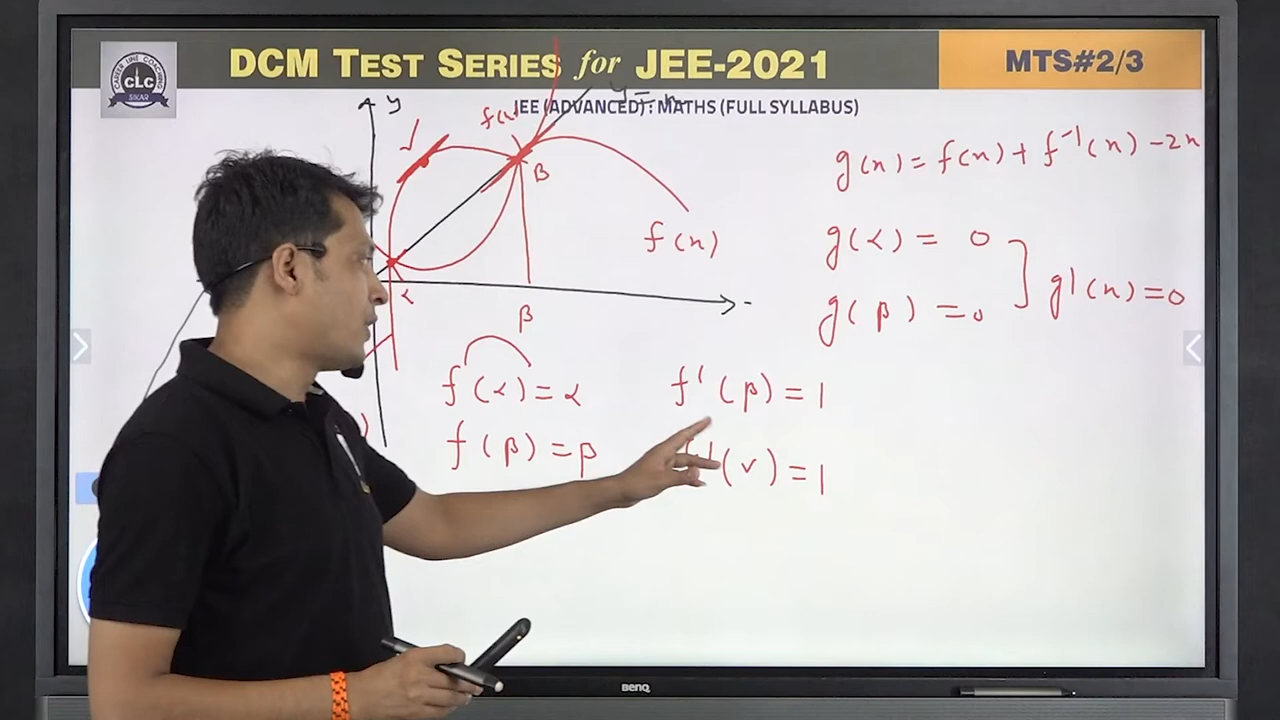 DCM TEST SERIES for JEE-2021
MTS#2/3
CAREER LINE COACHING
CLC
SIKAR
JEE (ADVANCED) : MATHS (FULL SYLLABUS)
y
y = x
f(x)
β
g(x) = f(x) + f⁻¹(x) - 2x
f(x)
g(α) = 0
g(β) = 0
g'(x) = 0
α
β
f(α) = α
f'(β) = 1
f(β) = β
(γ) = 1
BENQ